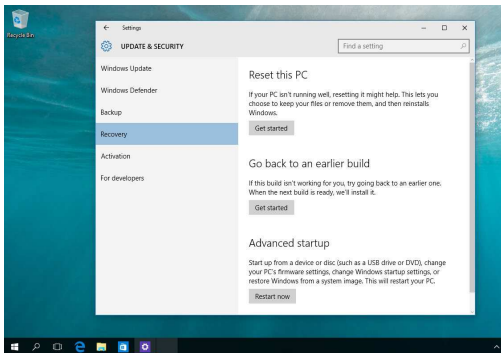 Recycle Bin
Settings
UPDATE & SECURITY
Find a setting
Windows Update
Windows Defender
Backup
Recovery
Activation
For developers
Reset this PC
If your PC isn't running well, resetting it might help. This lets you
choose to keep your files or remove them, and then reinstalls
Windows.
Get started
Go back to an earlier build
If this build isn't working for you, try going back to an earlier one.
When the next build is ready, we'll install it.
Get started
Advanced startup
Start up from a device or disc (such as a USB drive or DVD), change
your PC's firmware settings, change Windows startup settings, or
restore Windows from a system image. This will restart your PC.
Restart now